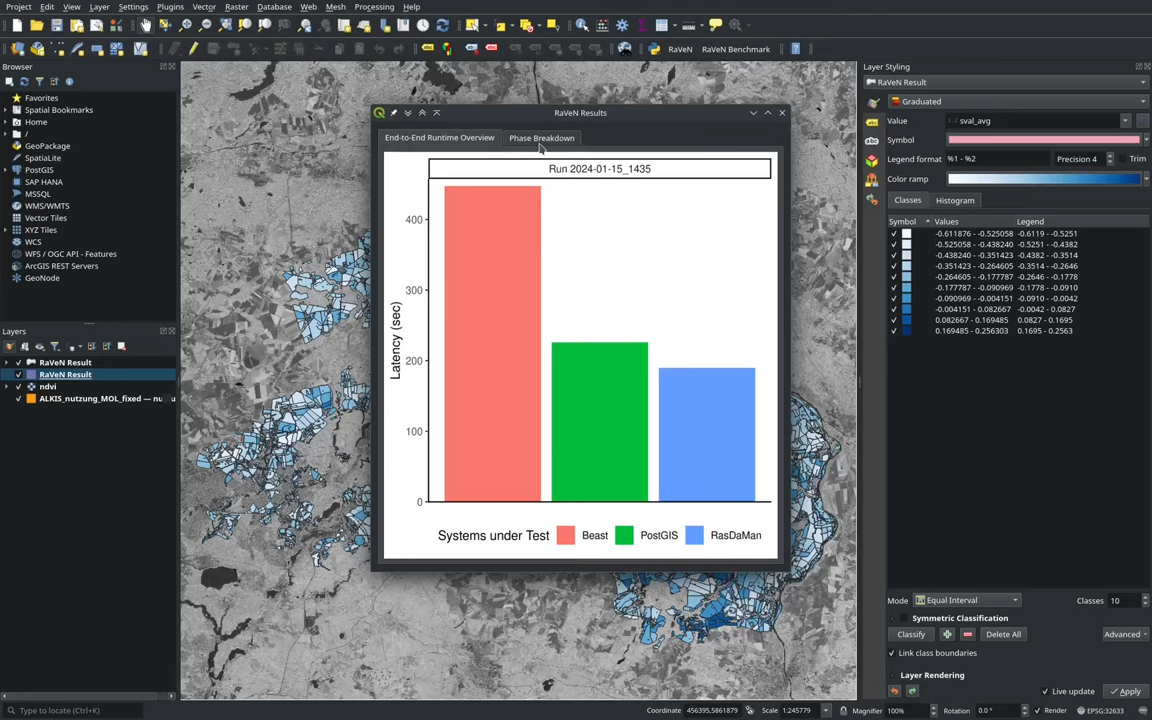 Project Edit View Layer Settings Plugins Vector Raster Database Web Mesh Processing Help
RaVeN RaVeN Benchmark
Browser
Favorites
Spatial Bookmarks
Home
/
GeoPackage
SpatiaLite
PostGIS
SAP HANA
MSSQL
WMS/WMTS
Vector Tiles
XYZ Tiles
WCS
WFS / OGC API - Features
ArcGIS REST Servers
GeoNode
Layers
RaVeN Result
RaVeN Result
ndvi
ALKIS_nutzung_MOL_fixed —
RaVeN Results
End-to-End Runtime Overview Phase Breakdown
Run 2024-01-15_1435
Latency (sec)
400
300
200
100
0
Systems under Test Beast PostGIS RasDaMan
Layer Styling
RaVeN Result
Graduated
Value sval_avg
Symbol
Legend format %1 - %2 Precision 4 Trim
Color ramp
Classes Histogram
Symbol Values Legend
-0.611876 - -0.525058 -0.6119 - -0.5251
-0.525058 - -0.438240 -0.5251 - -0.4382
-0.438240 - -0.351423 -0.4382 - -0.3514
-0.351423 - -0.264605 -0.3514 - -0.2646
-0.264605 - -0.177787 -0.2646 - -0.1778
-0.177787 - -0.090969 -0.1778 - -0.0910
-0.090969 - -0.004151 -0.0910 - -0.0042
-0.004151 - 0.082667 -0.0042 - 0.0827
0.082667 - 0.169485 0.0827 - 0.1695
0.169485 - 0.256303 0.1695 - 0.2563
Mode Equal Interval Classes 10
Symmetric Classification
Classify Delete All Advanced
Link class boundaries
Layer Rendering
Live update Apply
Type to locate (Ctrl+K) Coordinate 456395,5861879 Scale 1:245779 Magnifier 100% Rotation 0.0 ° Render EPSG:32633